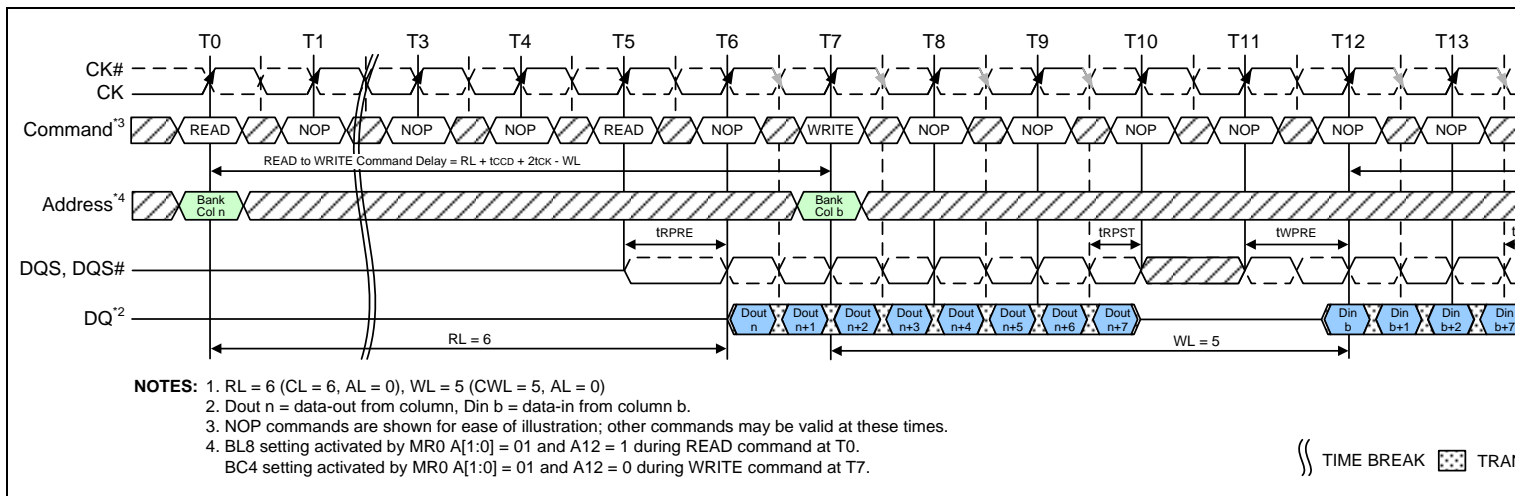 T0 T1 T3 T4 T5 T6 T7 T8 T9 T10 T11 T12 T13
CK#
CK
Command*3 READ NOP NOP NOP READ NOP WRITE NOP NOP NOP NOP NOP NOP
READ to WRITE Command Delay = RL + tCCD + 2tCK - WL
Address*4 Bank Col n Bank Col b
tRPRE tRPST tWPRE t
DQS, DQS#
DQ*2 Dout n Dout n+1 Dout n+2 Dout n+3 Dout n+4 Dout n+5 Dout n+6 Dout n+7 Din b Din b+1 Din b+2 Din b+7
RL = 6 WL = 5
NOTES: 1. RL = 6 (CL = 6, AL = 0), WL = 5 (CWL = 5, AL = 0)
2. Dout n = data-out from column, Din b = data-in from column b.
3. NOP commands are shown for ease of illustration; other commands may be valid at these times.
4. BL8 setting activated by MR0 A[1:0] = 01 and A12 = 1 during READ command at T0.
BC4 setting activated by MR0 A[1:0] = 01 and A12 = 0 during WRITE command at T7.
TIME BREAK TRAN